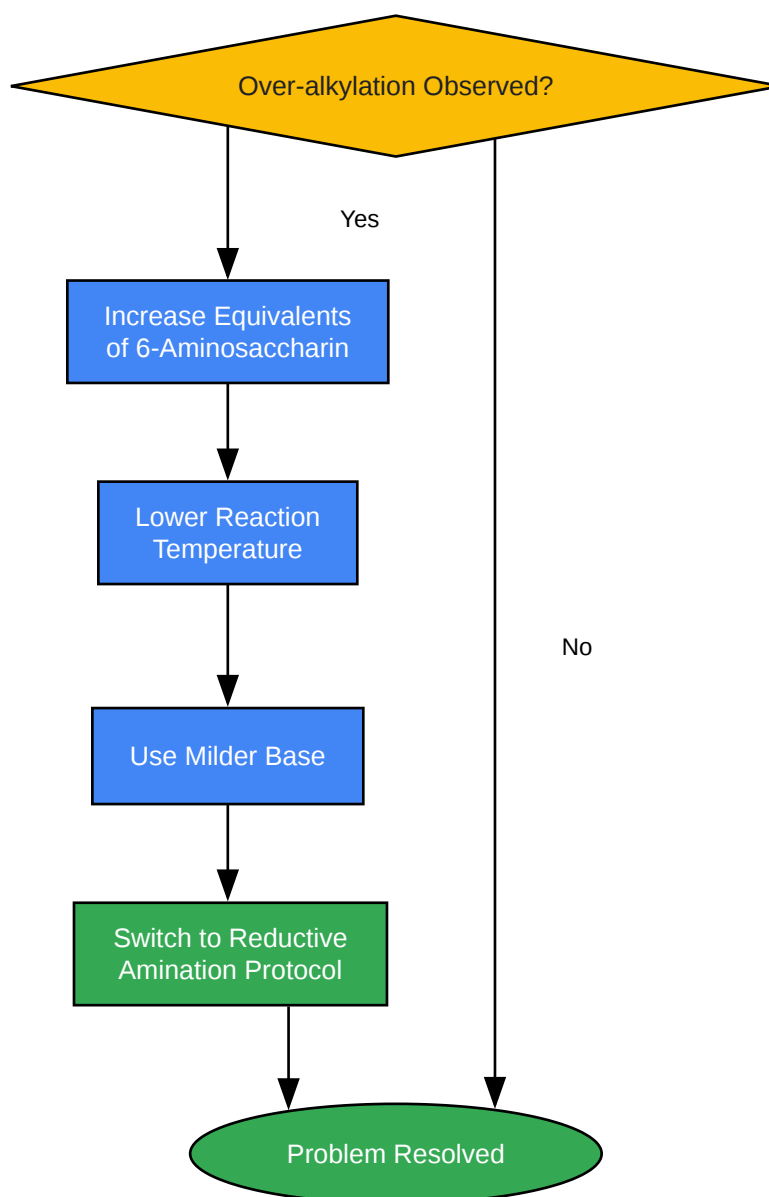 Over-alkylation Observed?
Yes
Increase Equivalents
of 6-Aminosaccharin
Lower Reaction
Temperature
No
Use Milder Base
Switch to Reductive
Amination Protocol
Problem Resolved